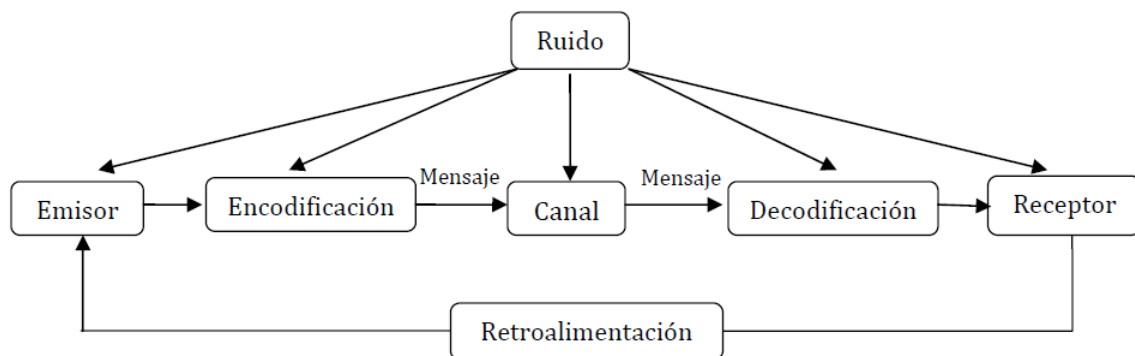 Ruido
Mensaje
Mensaje
Emisor
Encodificación
Canal
Decodificación
Receptor
Retroalimentación